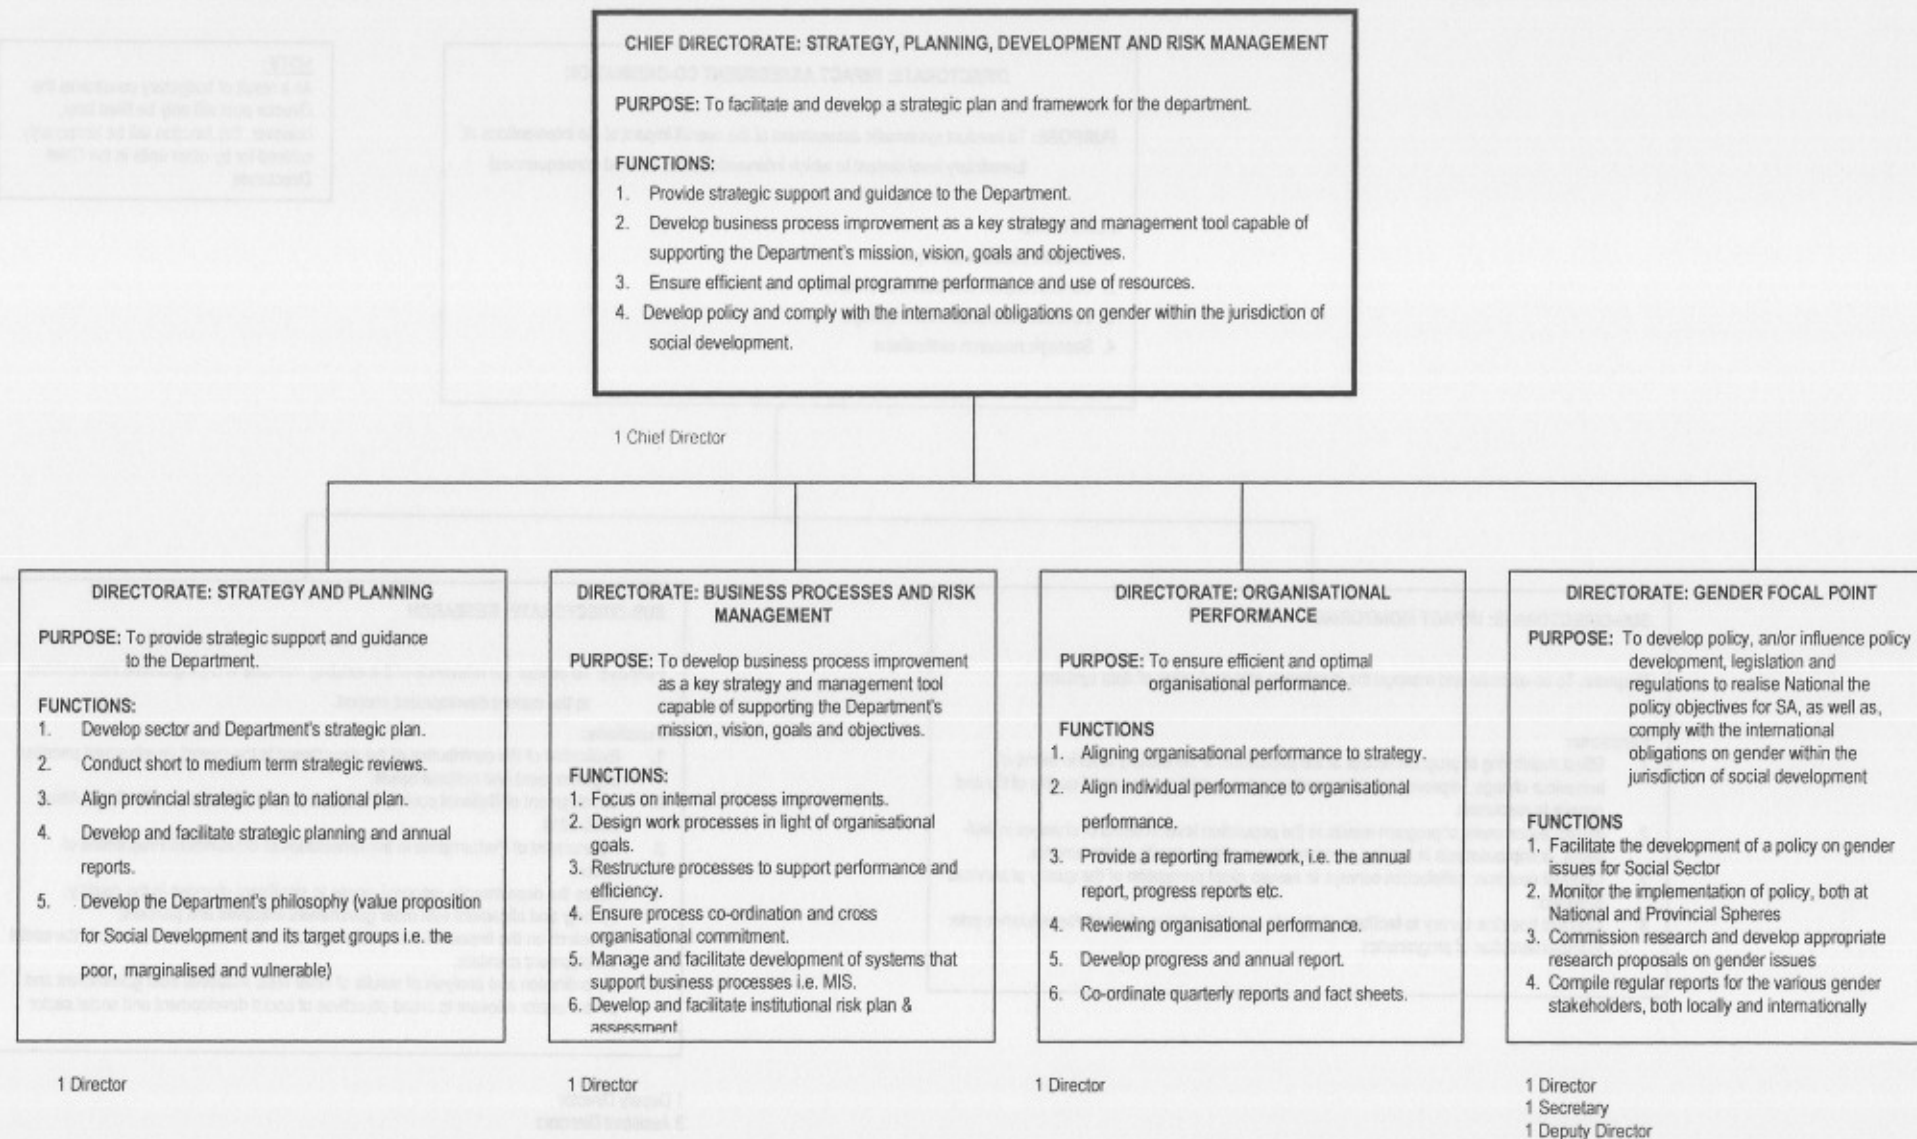 CHIEF DIRECTORATE: STRATEGY, PLANNING, DEVELOPMENT AND RISK MANAGEMENT
PURPOSE: To facilitate and develop a strategic plan and framework for the department.
FUNCTIONS:
1. Provide strategic support and guidance to the Department.
2. Develop business process improvement as a key strategy and management tool capable of
supporting the Department's mission, vision, goals and objectives.
3. Ensure efficient and optimal programme performance and use of resources.
4. Develop policy and comply with the international obligations on gender within the jurisdiction of
social development.
1 Chief Director
DIRECTORATE: STRATEGY AND PLANNING
PURPOSE: To provide strategic support and guidance
to the Department.
FUNCTIONS:
1. Develop sector and Department's strategic plan.
2. Conduct short to medium term strategic reviews.
3. Align provincial strategic plan to national plan.
4. Develop and facilitate strategic planning and annual
reports.
5. Develop the Department's philosophy (value proposition
for Social Development and its target groups i.e. the
poor, marginalised and vulnerable)
1 Director
DIRECTORATE: BUSINESS PROCESSES AND RISK
MANAGEMENT
PURPOSE: To develop business process improvement
as a key strategy and management tool
capable of supporting the Department's
mission, vision, goals and objectives.
FUNCTIONS:
1. Focus on internal process improvements.
2. Design work processes in light of organisational
goals.
3. Restructure processes to support performance and
efficiency.
4. Ensure process co-ordination and cross
organisational commitment.
5. Manage and facilitate development of systems that
support business processes i.e. MIS.
6. Develop and facilitate institutional risk plan &
assessment
1 Director
DIRECTORATE: ORGANISATIONAL
PERFORMANCE
PURPOSE: To ensure efficient and optimal
organisational performance.
FUNCTIONS
1. Aligning organisational performance to strategy.
2. Align individual performance to organisational
performance.
3. Provide a reporting framework, i.e. the annual
report, progress reports etc.
4. Reviewing organisational performance.
5. Develop progress and annual report.
6. Co-ordinate quarterly reports and fact sheets.
1 Director
DIRECTORATE: GENDER FOCAL POINT
PURPOSE: To develop policy, an/or influence policy
development, legislation and
regulations to realise National the
policy objectives for SA, as well as,
comply with the international
obligations on gender within the
jurisdiction of social development
FUNCTIONS
1. Facilitate the development of a policy on gender
issues for Social Sector
2. Monitor the implementation of policy, both at
National and Provincial Spheres
3. Commission research and develop appropriate
research proposals on gender issues
4. Compile regular reports for the various gender
stakeholders, both locally and internationally
1 Director
1 Secretary
1 Deputy Director